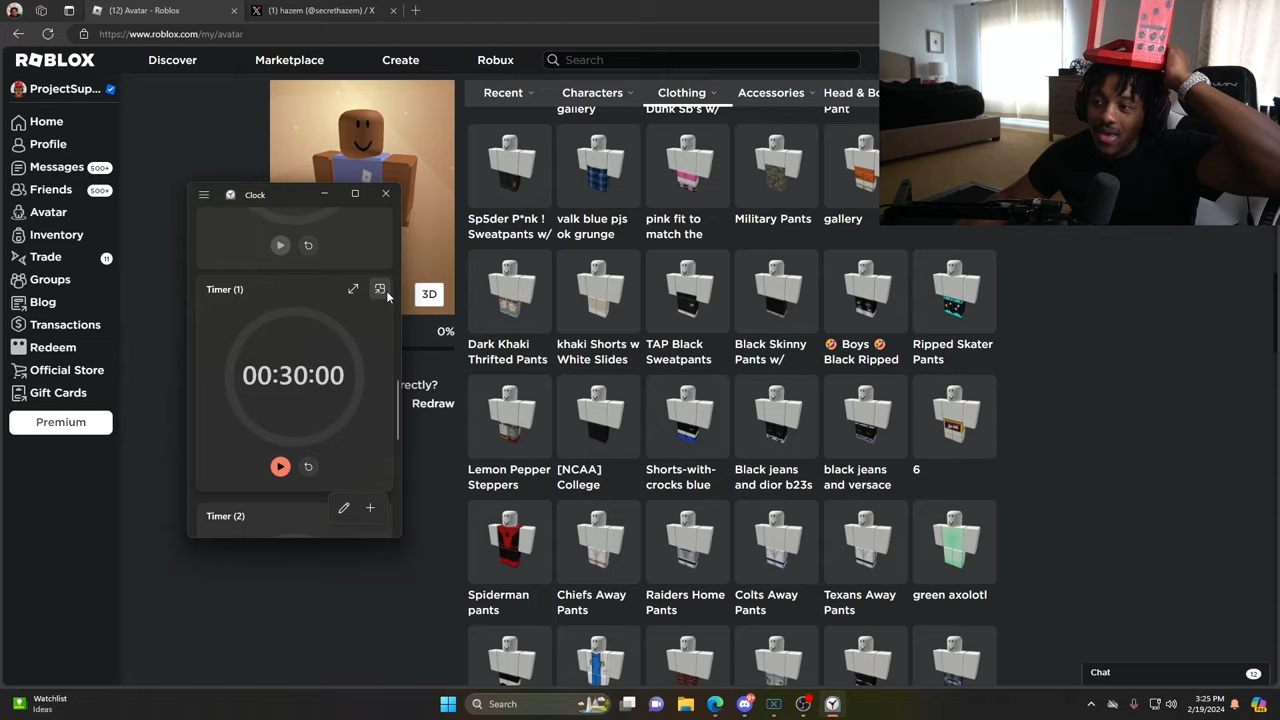 (12) Avatar - Roblox
(1) hazem (@secrethazem) / X
https://www.roblox.com/my/avatar
ROBLOX
Discover
Marketplace
Create
Robux
Search
ProjectSup...
Home
Profile
Messages 500+
Friends 500+
Avatar
Inventory
Trade 11
Groups
Blog
Transactions
Redeem
Official Store
Gift Cards
Premium
3D
0%
rectly?
Redraw
Clock
Timer (1)
00:30:00
Timer (2)
Recent
Characters
Clothing
Accessories
Head & Bo
gallery
Dunk Sb's w/
Pant
Sp5der P*nk !
Sweatpants w/
valk blue pjs
ok grunge
pink fit to
match the
Military Pants
gallery
Dark Khaki
Thrifted Pants
khaki Shorts w
White Slides
TAP Black
Sweatpants
Black Skinny
Pants w/
🤣 Boys 🤣
Black Ripped
Ripped Skater
Pants
Lemon Pepper
Steppers
[NCAA]
College
Shorts-with-
crocks blue
Black jeans
and dior b23s
black jeans
and versace
6
Spiderman
pants
Chiefs Away
Pants
Raiders Home
Pants
Colts Away
Pants
Texans Away
Pants
green axolotl
Chat 12
Watchlist
Ideas
Search
3:25 PM
2/19/2024